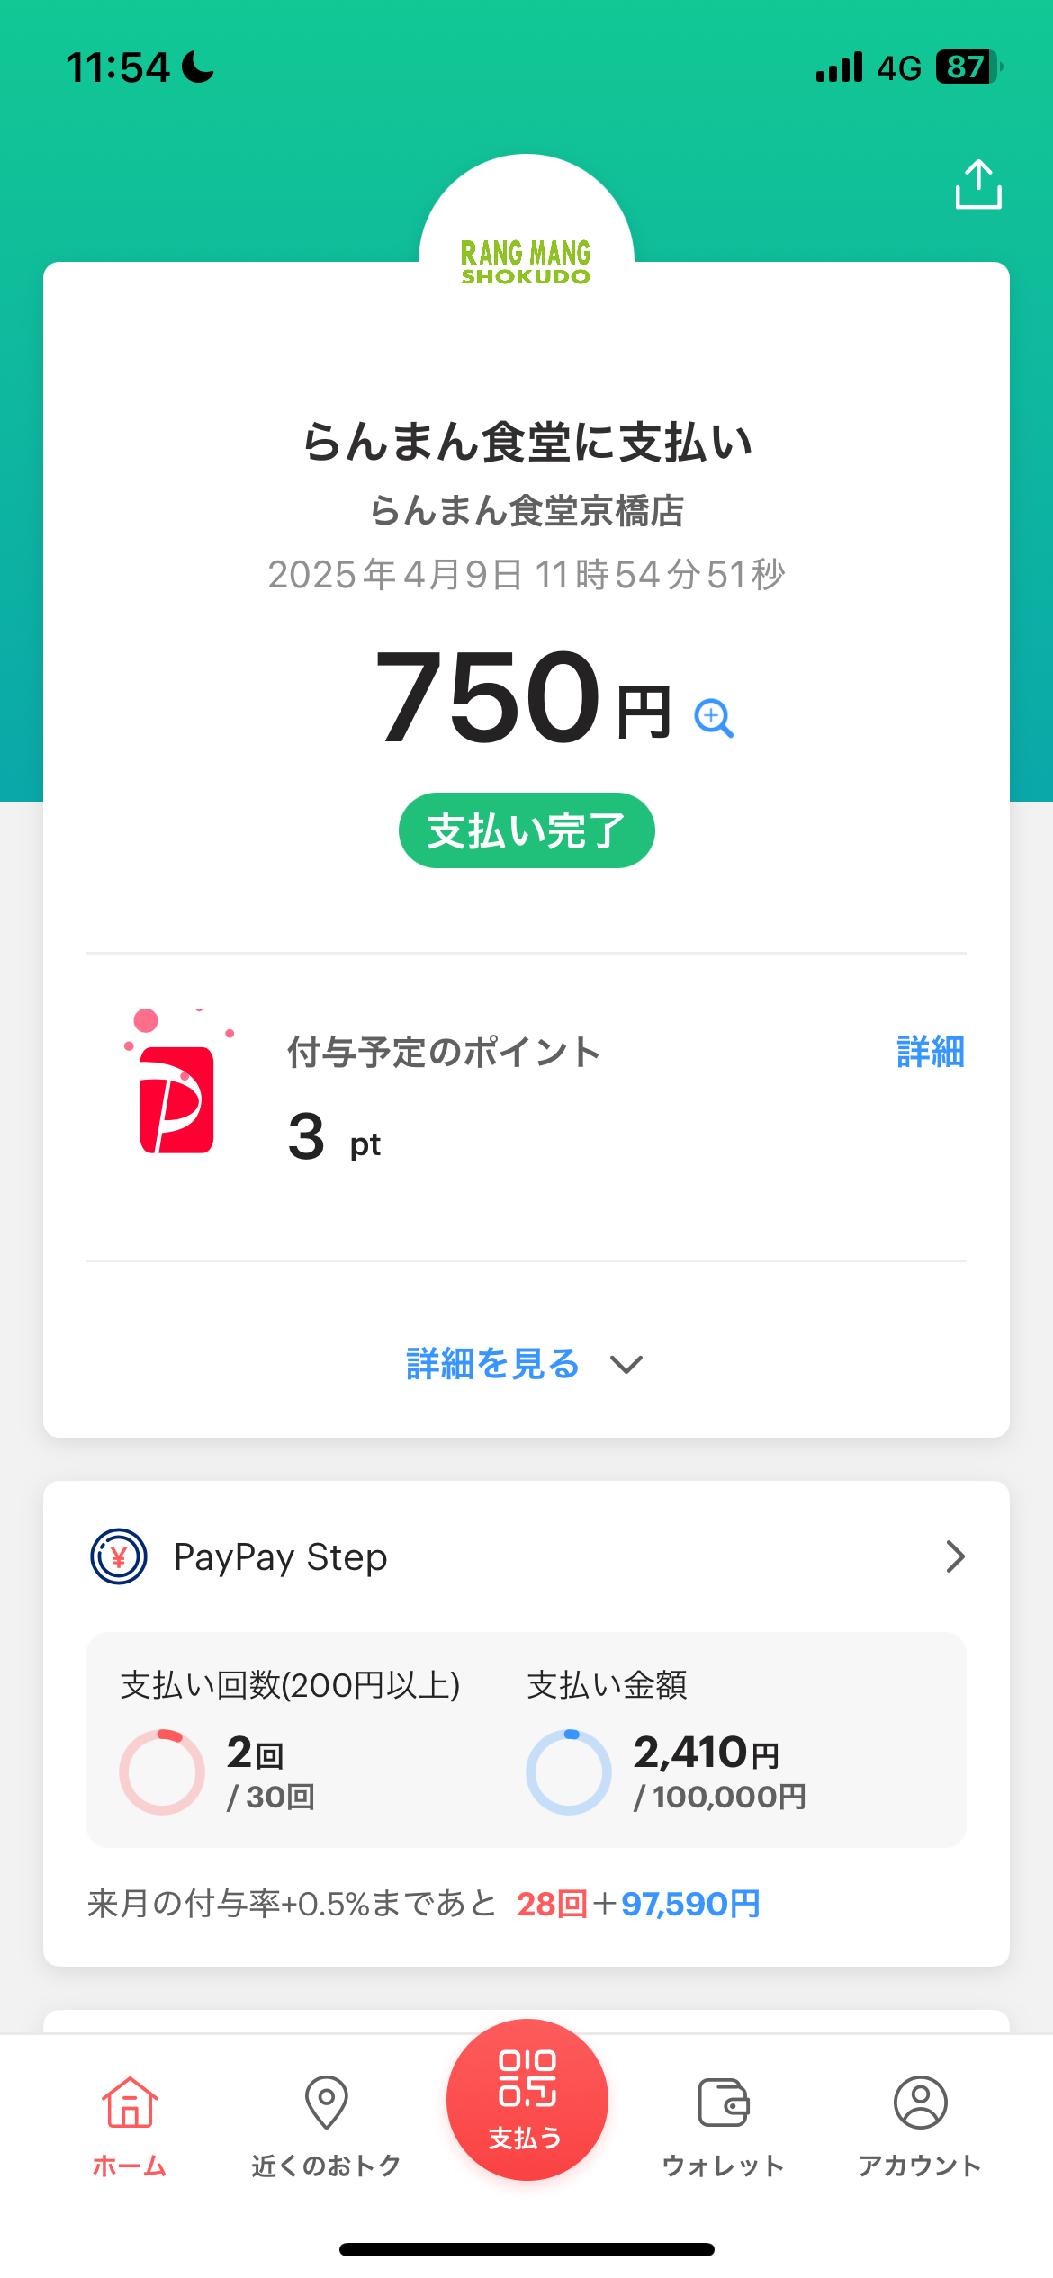 11:54
4G 87
RANG MANG
SHOKUDO
らんまん食堂に支払い
らんまん食堂京橋店
2025年4月9日 11時54分51秒
750円
支払い完了
付与予定のポイント
詳細
3 pt
詳細を見る
PayPay Step
支払い回数(200円以上)
2回
/ 30回
支払い金額
2,410円
/ 100,000円
来月の付与率+0.5%まであと 28回+97,590円
ホーム
近くのおトク
支払う
ウォレット
アカウント